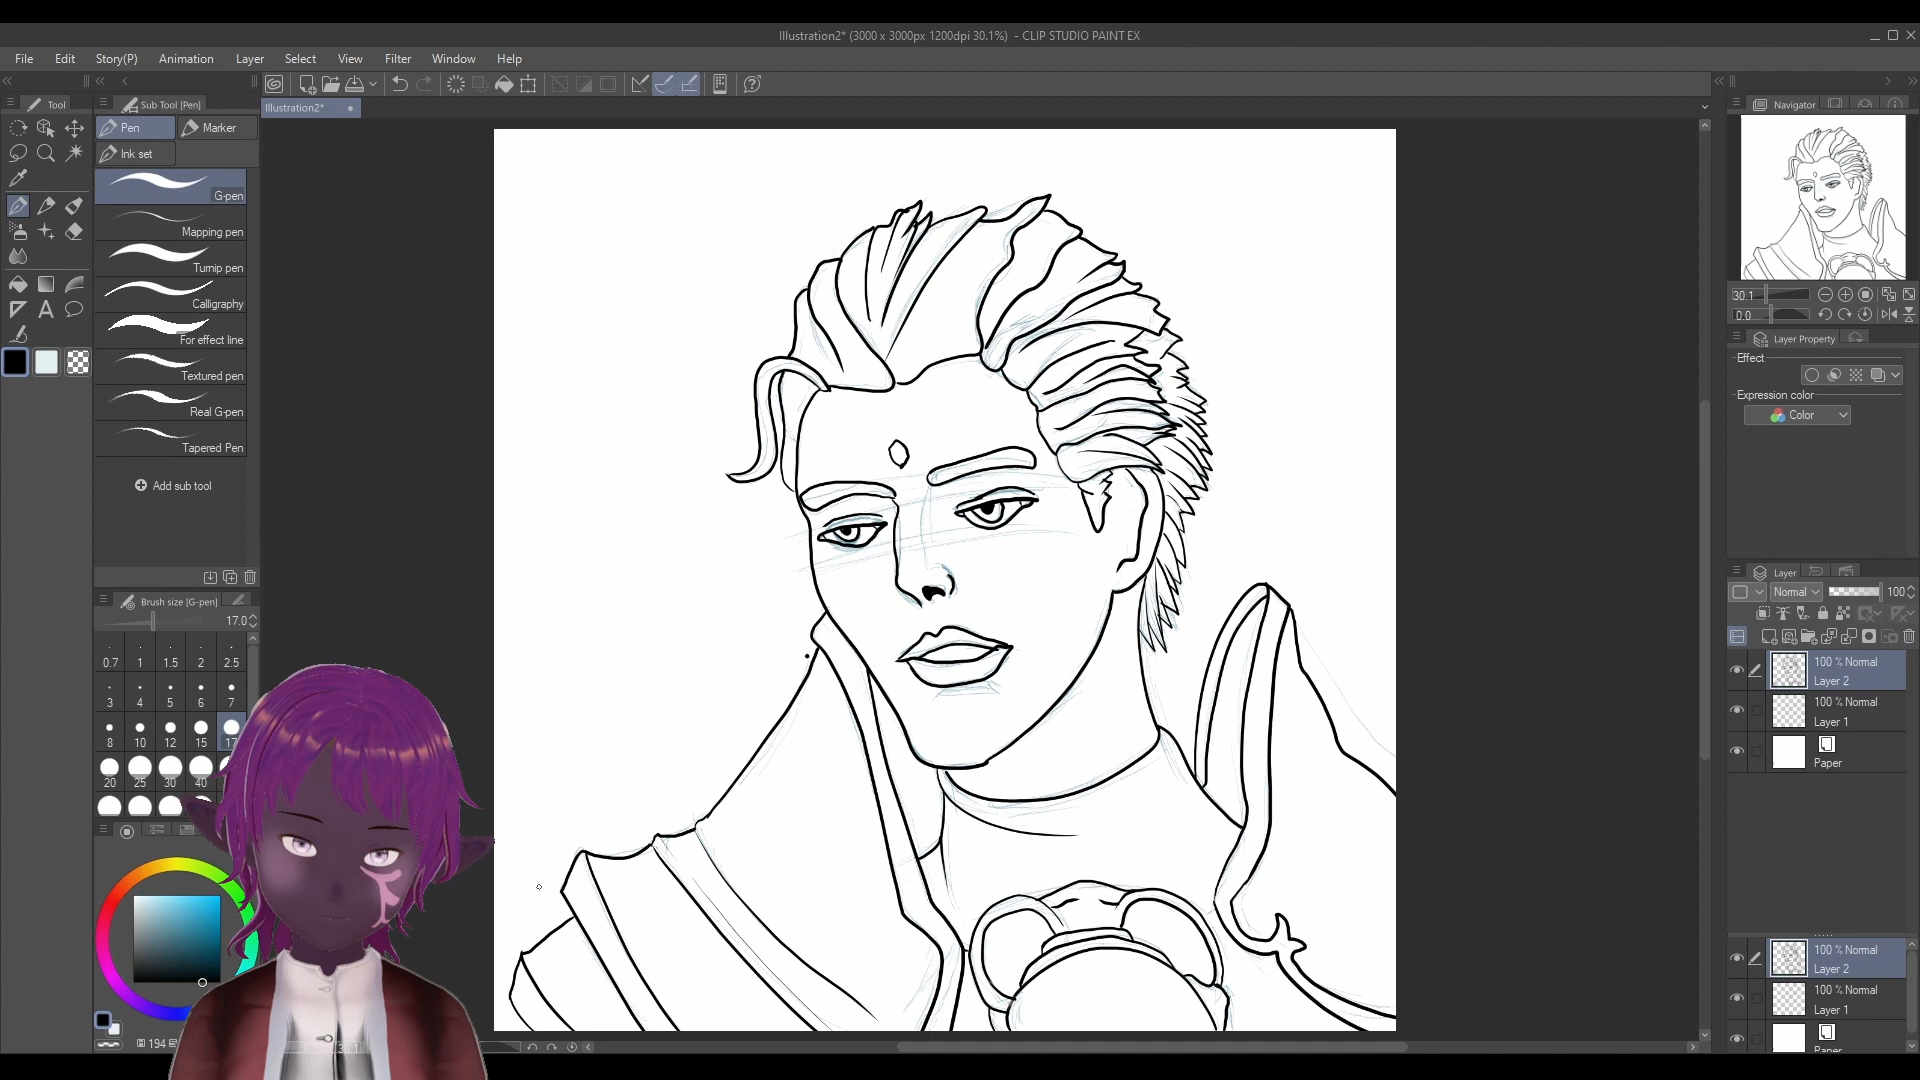 Illustration2* (3000 x 3000px 1200dpi 30.1%) - CLIP STUDIO PAINT EX
File Edit Story(P) Animation Layer Select View Filter Window Help
Tool
Sub Tool [Pen]
Illustration2*
Navigator
Pen
Marker
Ink set
G-pen
Mapping pen
Turnip pen
Calligraphy
For effect line
Textured pen
Real G-pen
Tapered Pen
Add sub tool
Brush size [G-pen]
17.0
0.7 1 1.5 2 2.5
3 4 5 6 7
8 10 12 15 17
20 25 30 40
194
30.1
30.1
0.0
Layer Property
Effect
Expression color
Color
Layer
Normal 100
100 % Normal
Layer 2
100 % Normal
Layer 1
Paper
100 % Normal
Layer 2
100 % Normal
Layer 1
Paper